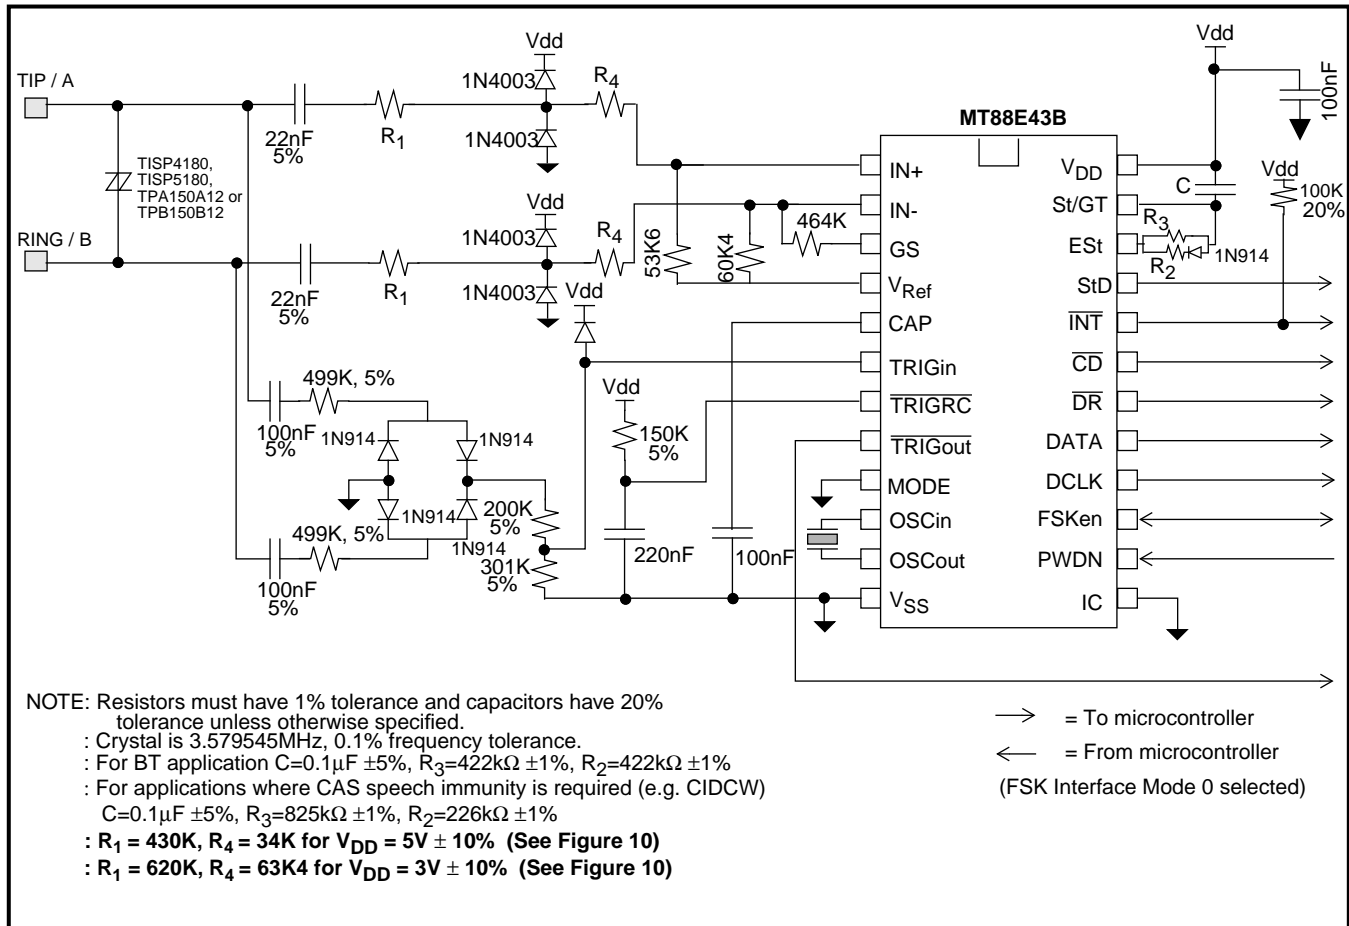 Vdd
Vdd
TIP / A
1N4003
R4
22nF
5%
R1
1N4003
100nF
MT88E43B
TISP4180,
TISP5180,
TPA150A12 or
TPB150B12
IN+
VDD
C
Vdd
100K
20%
Vdd
IN-
St/GT
464K
R3
RING / B
1N4003
R4
53K6
60K4
GS
ESt
1N914
R2
22nF
5%
R1
1N4003
Vdd
VRef
StD
CAP
INT
TRIGin
CD
499K, 5%
Vdd
TRIGRC
DR
100nF
5%
1N914
1N914
150K
5%
TRIGout
DATA
MODE
DCLK
1N914
200K
5%
OSCin
FSKen
499K, 5%
1N914
301K
5%
220nF
100nF
OSCout
PWDN
100nF
5%
VSS
IC
NOTE: Resistors must have 1% tolerance and capacitors have 20%
tolerance unless otherwise specified.
: Crystal is 3.579545MHz, 0.1% frequency tolerance.
: For BT application C=0.1µF ±5%, R3=422kΩ ±1%, R2=422kΩ ±1%
: For applications where CAS speech immunity is required (e.g. CIDCW)
C=0.1µF ±5%, R3=825kΩ ±1%, R2=226kΩ ±1%
: R1 = 430K, R4 = 34K for VDD = 5V ± 10% (See Figure 10)
: R1 = 620K, R4 = 63K4 for VDD = 3V ± 10% (See Figure 10)
= To microcontroller
= From microcontroller
(FSK Interface Mode 0 selected)